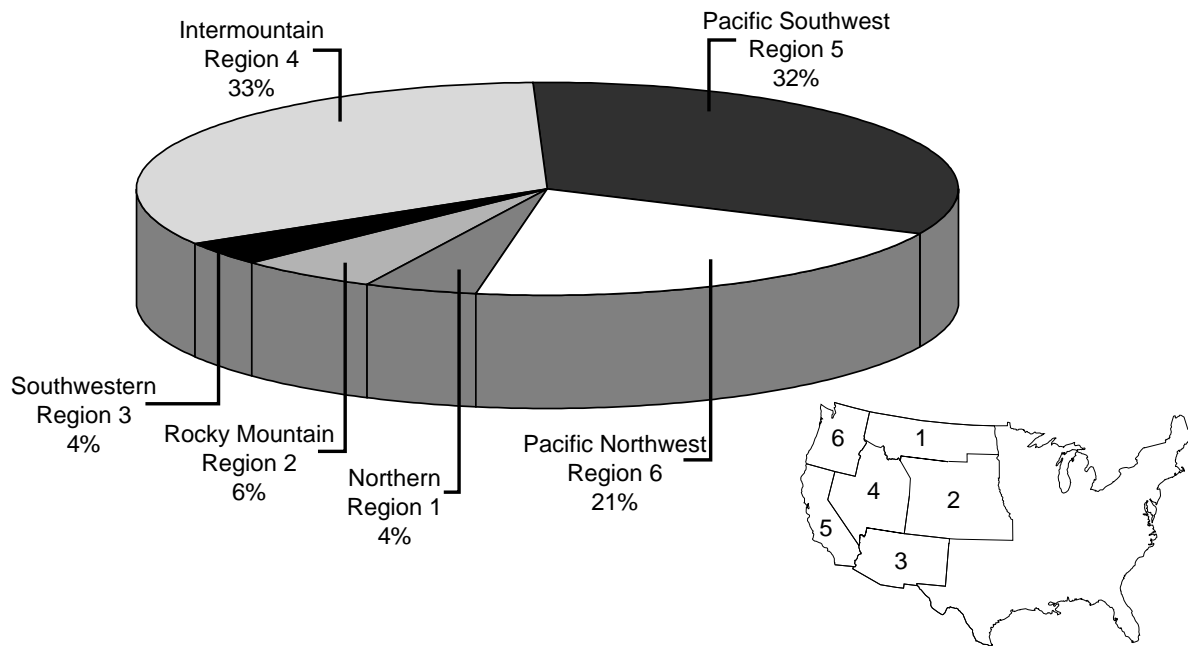 Intermountain
Region 4
33%
Pacific Southwest
Region 5
32%
Southwestern
Region 3
4%
Rocky Mountain
Region 2
6%
Northern
Region 1
4%
Pacific Northwest
Region 6
21%
6
1
4
2
5
3